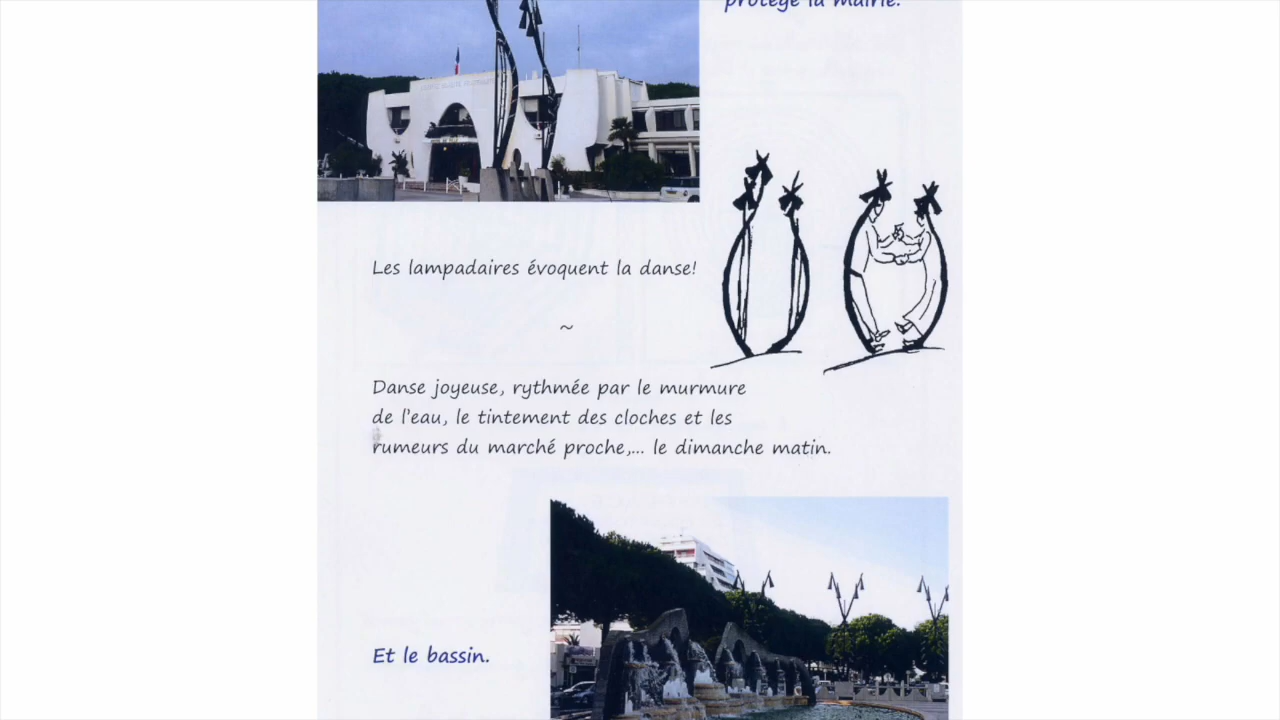 protège la mairie.
Les lampadaires évoquent la danse!
~
Danse joyeuse, rythmée par le murmure
de l'eau, le tintement des cloches et les
rumeurs du marché proche,... le dimanche matin.
Et le bassin.